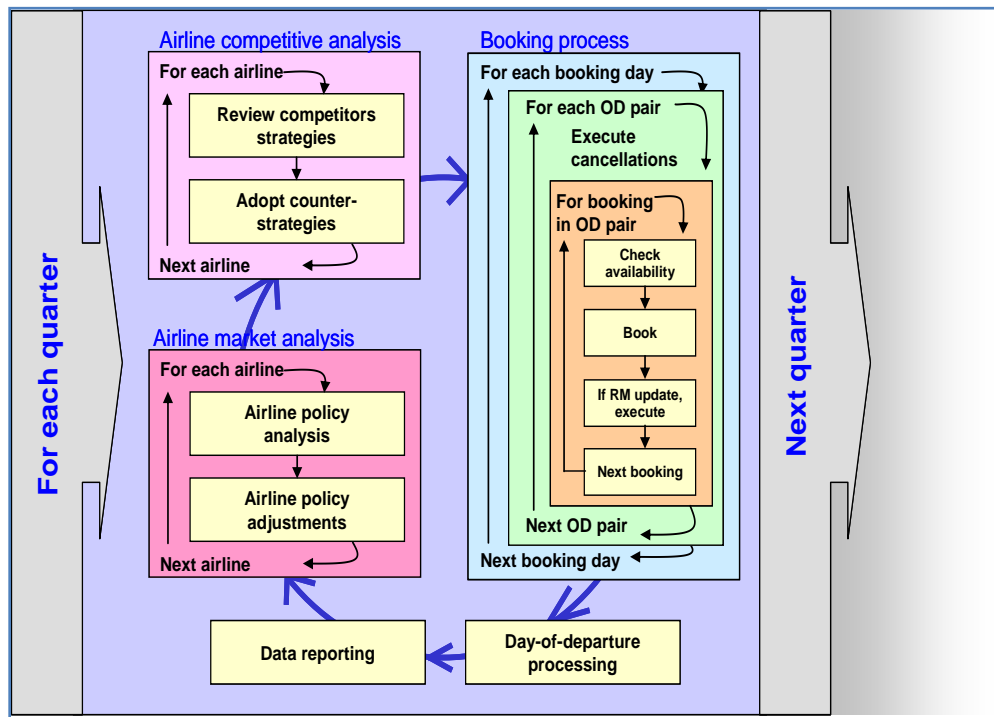 For each quarter
Airline competitive analysis
For each airline
Review competitors
strategies
Adopt counter-
strategies
Next airline
Airline market analysis
For each airline
Airline policy
analysis
Airline policy
adjustments
Next airline
Booking process
For each booking day
For each OD pair
Execute
cancellations
For booking
in OD pair
Check
availability
Book
If RM update,
execute
Next booking
Next OD pair
Next booking day
Data reporting
Day-of-departure
processing
Next quarter